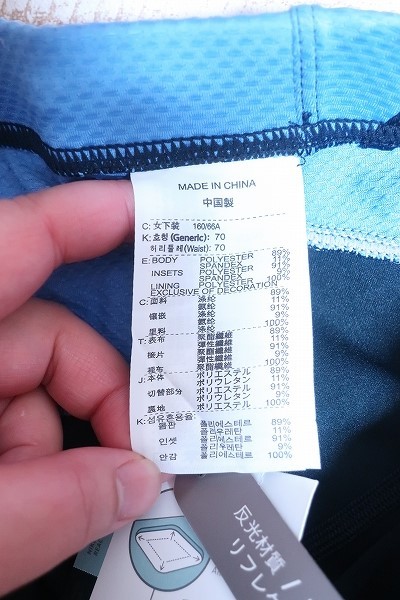 MADE IN CHINA
中国製
C: 女下装 160/66A
K: 호칭 (Generic): 70
허리둘레(Waist): 70
E: BODY POLYESTER 89%
SPANDEX 11%
INSETS POLYESTER 91%
SPANDEX 9%
LINING POLYESTER 100%
EXCLUSIVE OF DECORATION
C: 面料 涤纶 89%
氨纶 11%
镶嵌 涤纶 91%
氨纶 9%
里料 涤纶 100%
T: 表布 聚酯纖維 89%
彈性纖維 11%
接片 聚酯纖維 91%
彈性纖維 9%
裡布 聚酯纖維 100%
J: 本体 ポリエステル 89%
ポリウレタン 11%
切替部分 ポリエステル 91%
ポリウレタン 9%
裏地 ポリエステル 100%
K: 섬유혼용율:
몸판 폴리에스테르 89%
폴리우레탄 11%
인셋 폴리에스테르 91%
폴리우레탄 9%
안감 폴리에스테르 100%
反光材質 /
リフレ